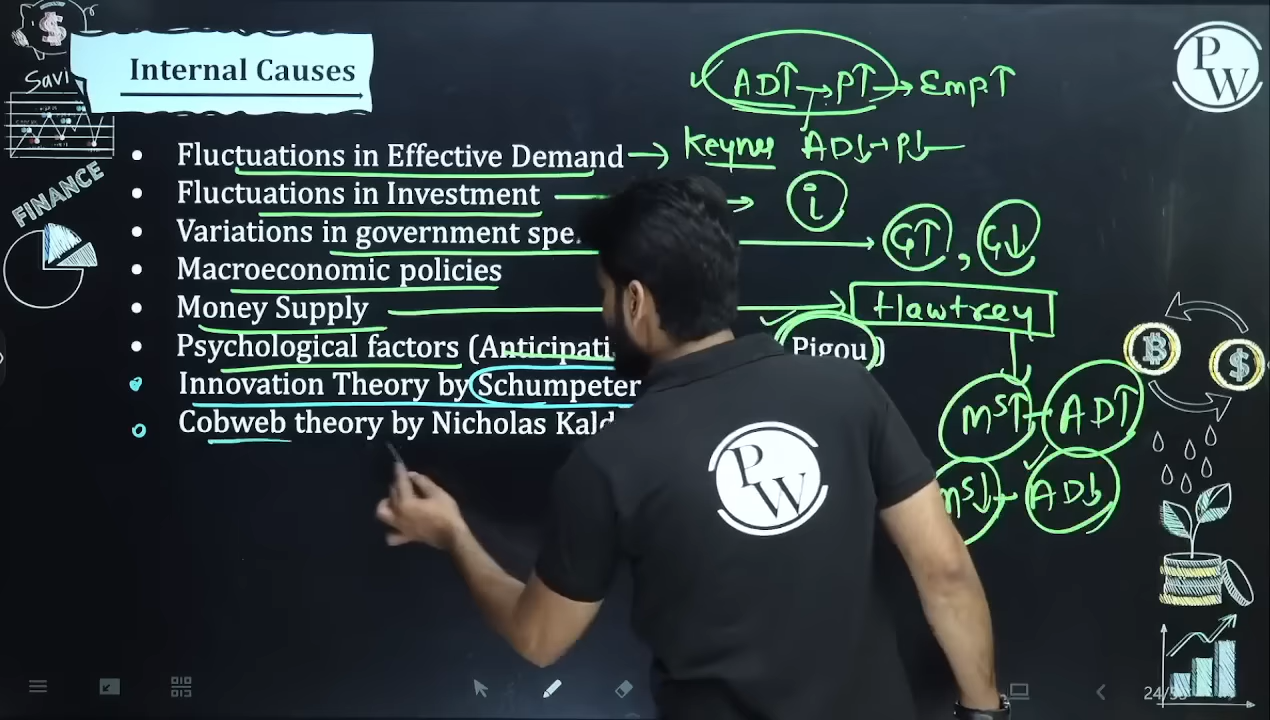 Savi
Internal Causes
AD↑→P↑→Emp↑
• Fluctuations in Effective Demand → Keynes AD↓→P↓
• Fluctuations in Investment → i
• Variations in government spe → G↑, G↓
• Macroeconomic policies
• Money Supply → Hawtrey
• Psychological factors (Anticipati Pigou)
• Innovation Theory by Schumpeter
Cobweb theory by Nicholas Kald
Ms↑ → AD↑
Ms↓ → AD↓
FINANCE
PW
PW
24/